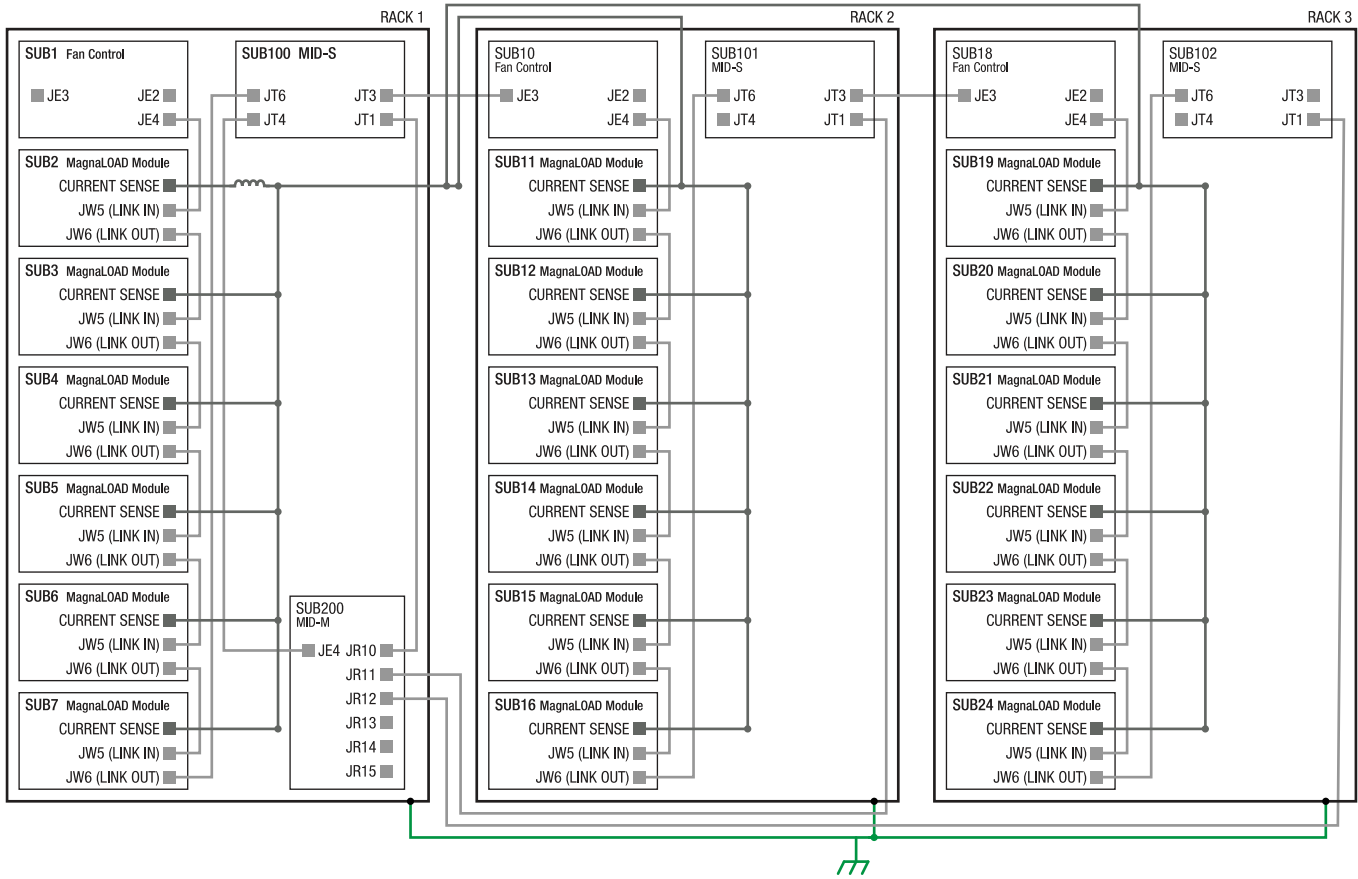 RACK 1
SUB1 Fan Control
JE3 JE2
JE4
SUB100 MID-S
JT6 JT3
JT4 JT1
SUB2 MagnaLOAD Module
CURRENT SENSE
JW5 (LINK IN)
JW6 (LINK OUT)
SUB3 MagnaLOAD Module
CURRENT SENSE
JW5 (LINK IN)
JW6 (LINK OUT)
SUB4 MagnaLOAD Module
CURRENT SENSE
JW5 (LINK IN)
JW6 (LINK OUT)
SUB5 MagnaLOAD Module
CURRENT SENSE
JW5 (LINK IN)
JW6 (LINK OUT)
SUB6 MagnaLOAD Module
CURRENT SENSE
JW5 (LINK IN)
JW6 (LINK OUT)
SUB7 MagnaLOAD Module
CURRENT SENSE
JW5 (LINK IN)
JW6 (LINK OUT)
SUB200
MID-M
JE4 JR10
JR11
JR12
JR13
JR14
JR15
RACK 2
SUB10
Fan Control
JE3 JE2
JE4
SUB101
MID-S
JT6 JT3
JT4 JT1
SUB11 MagnaLOAD Module
CURRENT SENSE
JW5 (LINK IN)
JW6 (LINK OUT)
SUB12 MagnaLOAD Module
CURRENT SENSE
JW5 (LINK IN)
JW6 (LINK OUT)
SUB13 MagnaLOAD Module
CURRENT SENSE
JW5 (LINK IN)
JW6 (LINK OUT)
SUB14 MagnaLOAD Module
CURRENT SENSE
JW5 (LINK IN)
JW6 (LINK OUT)
SUB15 MagnaLOAD Module
CURRENT SENSE
JW5 (LINK IN)
JW6 (LINK OUT)
SUB16 MagnaLOAD Module
CURRENT SENSE
JW5 (LINK IN)
JW6 (LINK OUT)
RACK 3
SUB18
Fan Control
JE3 JE2
JE4
SUB102
MID-S
JT6 JT3
JT4 JT1
SUB19 MagnaLOAD Module
CURRENT SENSE
JW5 (LINK IN)
JW6 (LINK OUT)
SUB20 MagnaLOAD Module
CURRENT SENSE
JW5 (LINK IN)
JW6 (LINK OUT)
SUB21 MagnaLOAD Module
CURRENT SENSE
JW5 (LINK IN)
JW6 (LINK OUT)
SUB22 MagnaLOAD Module
CURRENT SENSE
JW5 (LINK IN)
JW6 (LINK OUT)
SUB23 MagnaLOAD Module
CURRENT SENSE
JW5 (LINK IN)
JW6 (LINK OUT)
SUB24 MagnaLOAD Module
CURRENT SENSE
JW5 (LINK IN)
JW6 (LINK OUT)